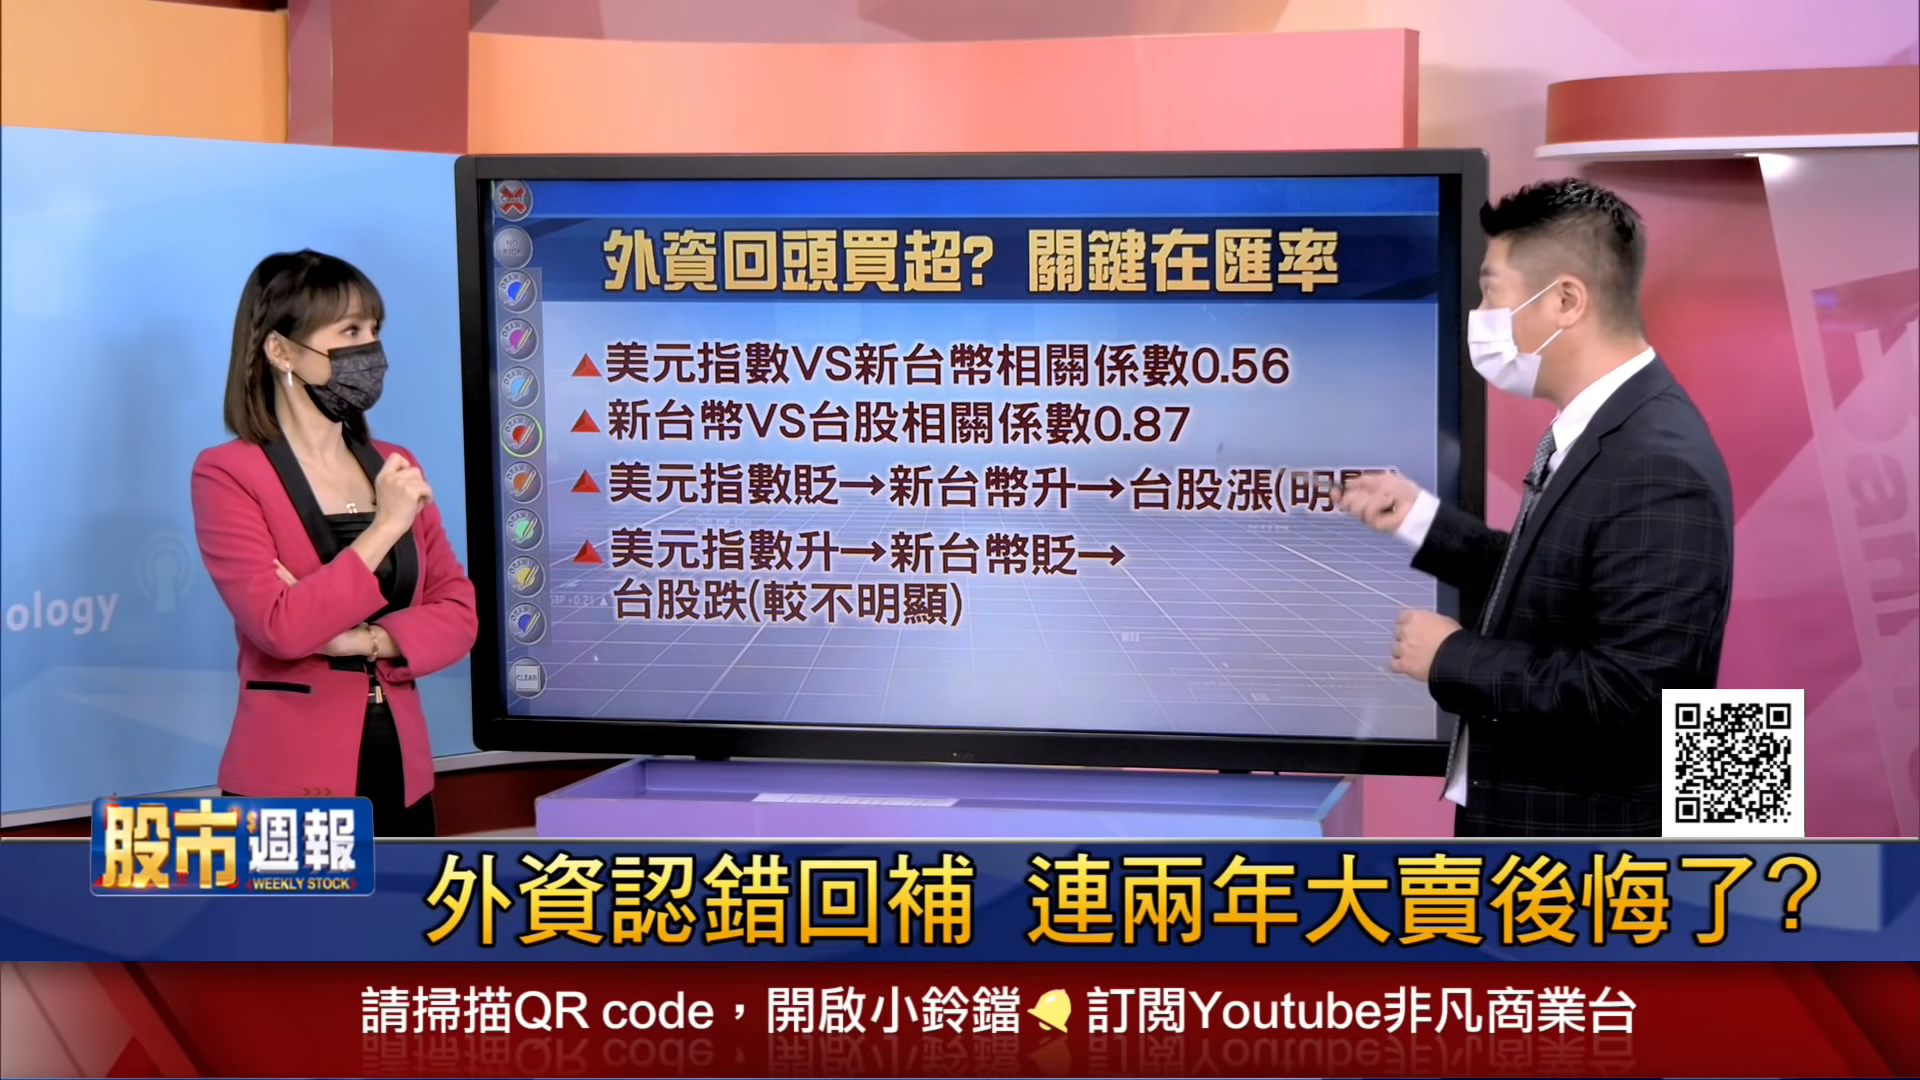 外資回頭買超? 關鍵在匯率
▲美元指數VS新台幣相關係數0.56
▲新台幣VS台股相關係數0.87
▲美元指數貶→新台幣升→台股漲(明
▲美元指數升→新台幣貶→
台股跌(較不明顯)
CLEAR
ology
股市週報
WEEKLY STOCK
外資認錯回補 連兩年大賣後悔了?
請掃描QR code，開啟小鈴鐺🔔訂閱Youtube非凡商業台